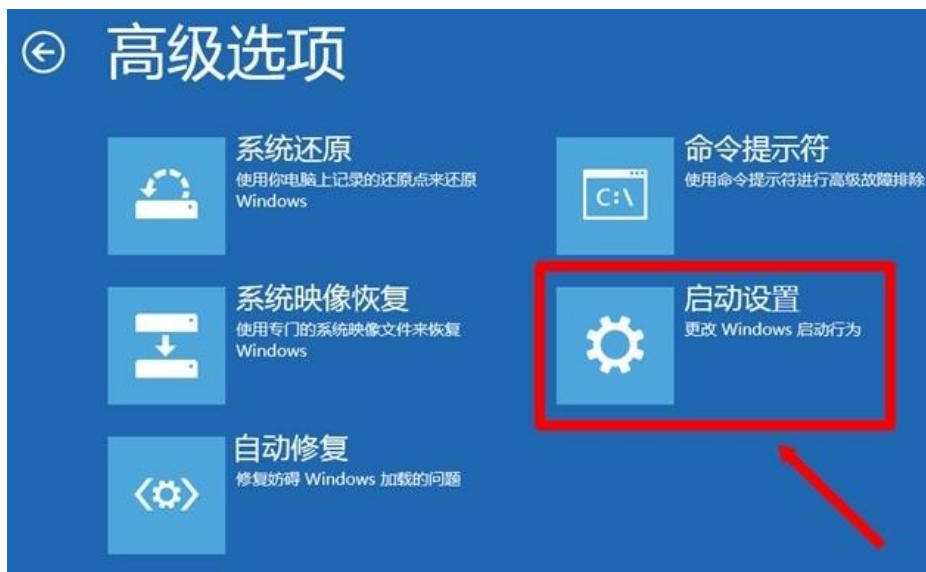 高级选项
系统还原
使用你电脑上记录的还原点来还原
Windows
命令提示符
使用命令提示符进行高级故障排除
C:\
系统映像恢复
使用专门的系统映像文件来恢复
Windows
启动设置
更改 Windows 启动行为
自动修复
修复妨碍 Windows 加载的问题